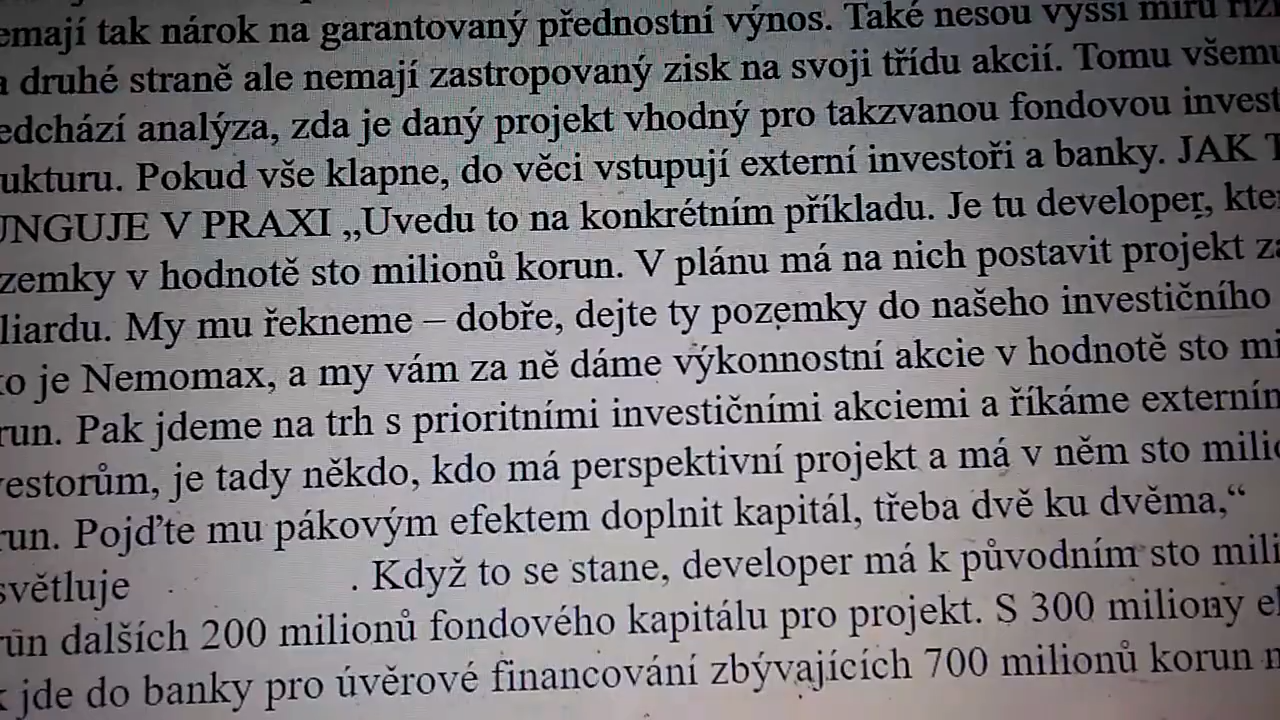 emají tak nárok na garantovaný přednostní výnos. Také nesou vyšší míru
druhé straně ale nemají zastropovaný zisk na svoji třídu akcií. Tomu všemu
edchází analýza, zda je daný projekt vhodný pro takzvanou fondovou invest
ukturu. Pokud vše klapne, do věci vstupují externí investoři a banky. JAK T
UNGUJE V PRAXI „Uvedu to na konkrétním příkladu. Je tu developer, kte
zemky v hodnotě sto milionů korun. V plánu má na nich postavit projekt za
liardu. My mu řekneme – dobře, dejte ty pozemky do našeho investičního
to je Nemomax, a my vám za ně dáme výkonnostní akcie v hodnotě sto mi
run. Pak jdeme na trh s prioritními investičními akciemi a říkáme externím
vestorům, je tady někdo, kdo má perspektivní projekt a má v něm sto milio
run. Pojďte mu pákovým efektem doplnit kapitál, třeba dvě ku dvěma,“
světluje . Když to se stane, developer má k původním sto mili
run dalších 200 milionů fondového kapitálu pro projekt. S 300 miliony
k jde do banky pro úvěrové financování zbývajících 700 milionů korun n